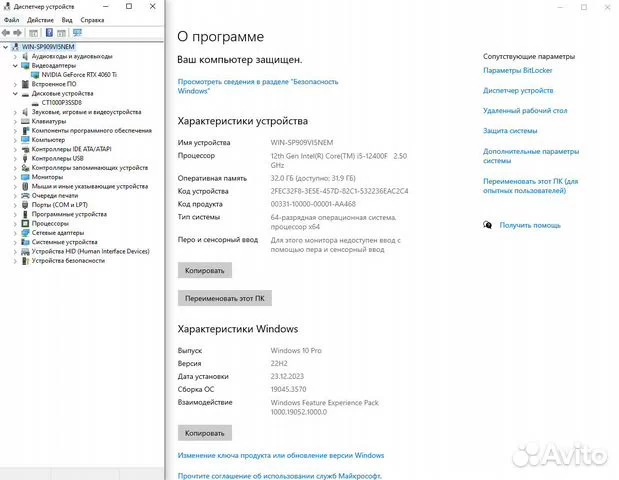 Диспетчер устройств
Файл Действие Вид Справка
WIN-SP909VI5NEM
Аудиовходы и аудиовыходы
Видеоадаптеры
NVIDIA GeForce RTX 4060 Ti
Встроенное ПО
Дисковые устройства
CT1000P3SSD8
Звуковые, игровые и видеоустройства
Клавиатуры
Компоненты программного обеспечения
Компьютер
Контроллеры IDE ATA/ATAPI
Контроллеры USB
Контроллеры запоминающих устройств
Мониторы
Мыши и иные указывающие устройства
Очереди печати
Порты (COM и LPT)
Программные устройства
Процессоры
Сетевые адаптеры
Системные устройства
Устройства HID (Human Interface Devices)
Устройства безопасности
О программе
Ваш компьютер защищен.
Просмотреть сведения в разделе "Безопасность
Windows"
Характеристики устройства
Имя устройства WIN-SP909VI5NEM
Процессор 12th Gen Intel(R) Core(TM) i5-12400F 2.50
GHz
Оперативная память 32,0 ГБ (доступно: 31,9 ГБ)
Код устройства 2FEC32F8-3E5E-457D-82C1-532236EAC2C4
Код продукта 00331-10000-00001-AA468
Тип системы 64-разрядная операционная система,
процессор x64
Перо и сенсорный ввод Для этого монитора недоступен ввод с
помощью пера и сенсорный ввод
Копировать
Переименовать этот ПК
Характеристики Windows
Выпуск Windows 10 Pro
Версия 22H2
Дата установки 23.12.2023
Сборка ОС 19045.3570
Взаимодействие Windows Feature Experience Pack
1000.19052.1000.0
Копировать
Изменение ключа продукта или обновление версии Windows
Прочтите соглашение об использовании служб Майкрософт,
Сопутствующие параметры
Параметры BitLocker
Диспетчер устройств
Удаленный рабочий стол
Защита системы
Дополнительные параметры
системы
Переименовать этот ПК (для
опытных пользователей)
Получить помощь
Avito